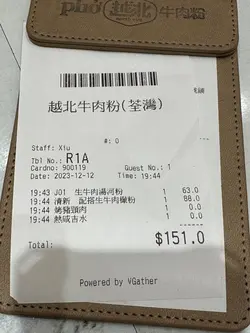 phở 越北 牛肉粉
越北牛肉粉(荃灣)
#: 0
Staff: Xiu
Tbl No.: R1A
Cardno: 900119 Guest No.: 1
Date: 2023-12-12 Time: 19:44
19:43 J01 生牛肉湯河粉 1 63.0
19:44 清新 配搭生牛肉檬粉 1 88.0
19:44 烤豬頸肉 1 0.0
19:44 熱咸吉水 1 0.0
Total: $151.0
Powered by VGather